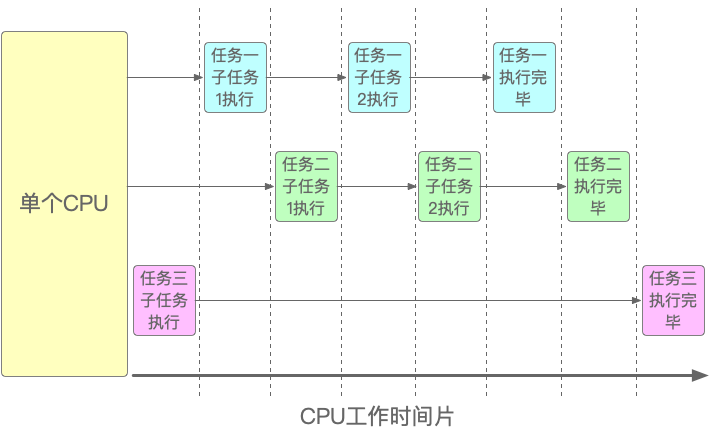 单个CPU
任务一
子任务
1执行
任务一
子任务
2执行
任务一
执行完
毕
任务二
子任务
1执行
任务二
子任务
2执行
任务二
执行完
毕
任务三
子任务
执行
任务三
执行完
毕
CPU工作时间片